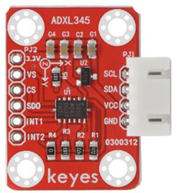 ADXL345
PJ2
C4 C3 C2 C1
PJ1
3.3V
U2
VS
SCL
CS
SDA
SDO
U1
VCC
INT1
GND
INT2
R3 R2 R1
0300312
keyes